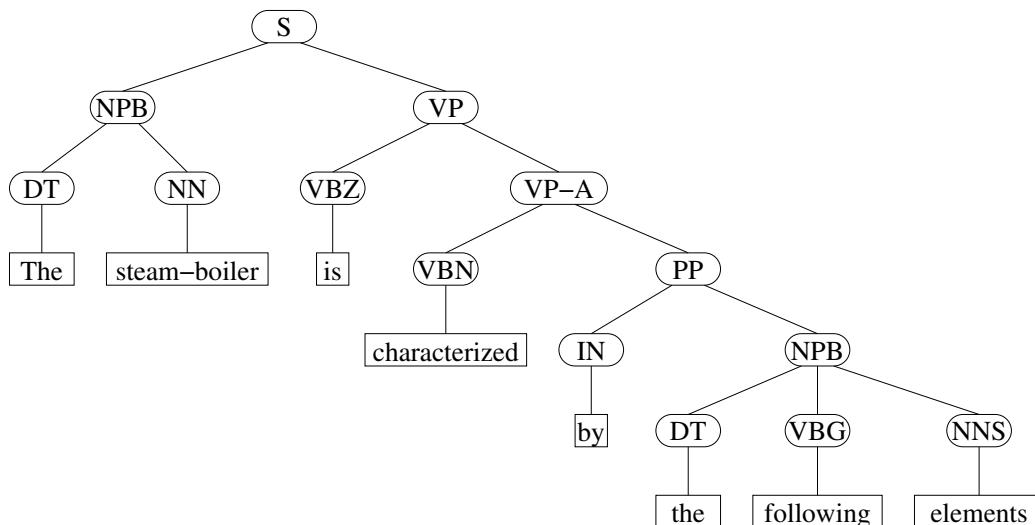 S
NPB VP
DT NN VBZ VP−A
The steam−boiler is VBN PP
characterized IN NPB
by DT VBG NNS
the following elements